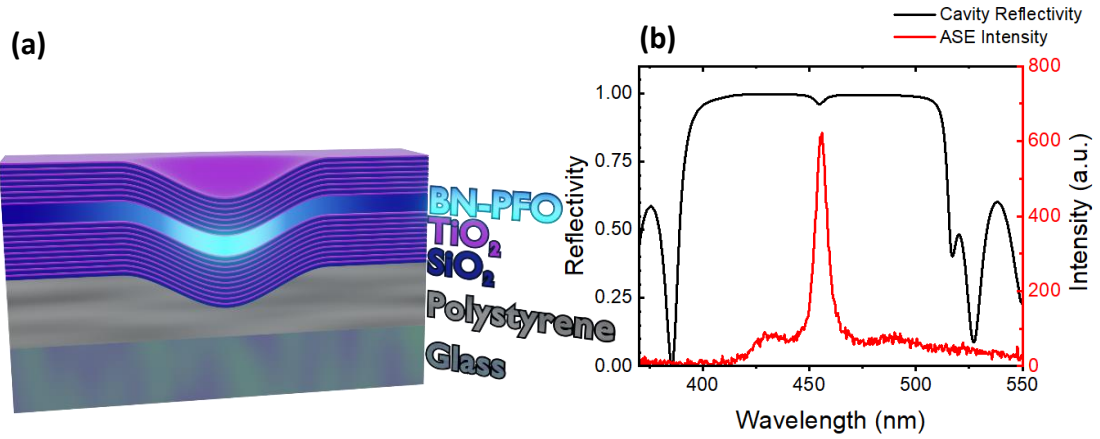 (a)
BN-PFO
TiO₂
SiO₂
Polystyrene
Glass
(b)
Cavity Reflectivity
ASE Intensity
Reflectivity
1.00
0.75
0.50
0.25
0.00
400
450
500
550
Wavelength (nm)
800
600
400
200
0
Intensity (a.u.)